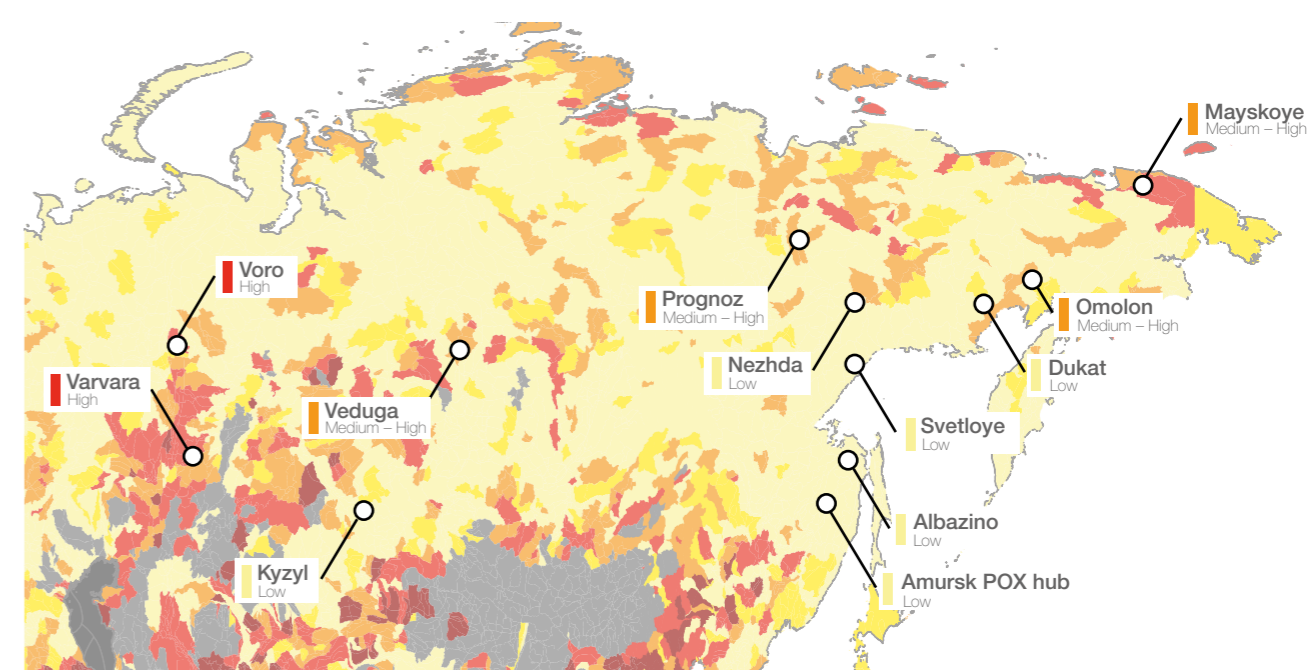 Mayskoye
Medium – High
Voro
High
Prognoz
Medium – High
Omolon
Medium – High
Nezhda
Low
Dukat
Low
Varvara
High
Veduga
Medium – High
Svetloye
Low
Albazino
Low
Kyzyl
Low
Amursk POX hub
Low